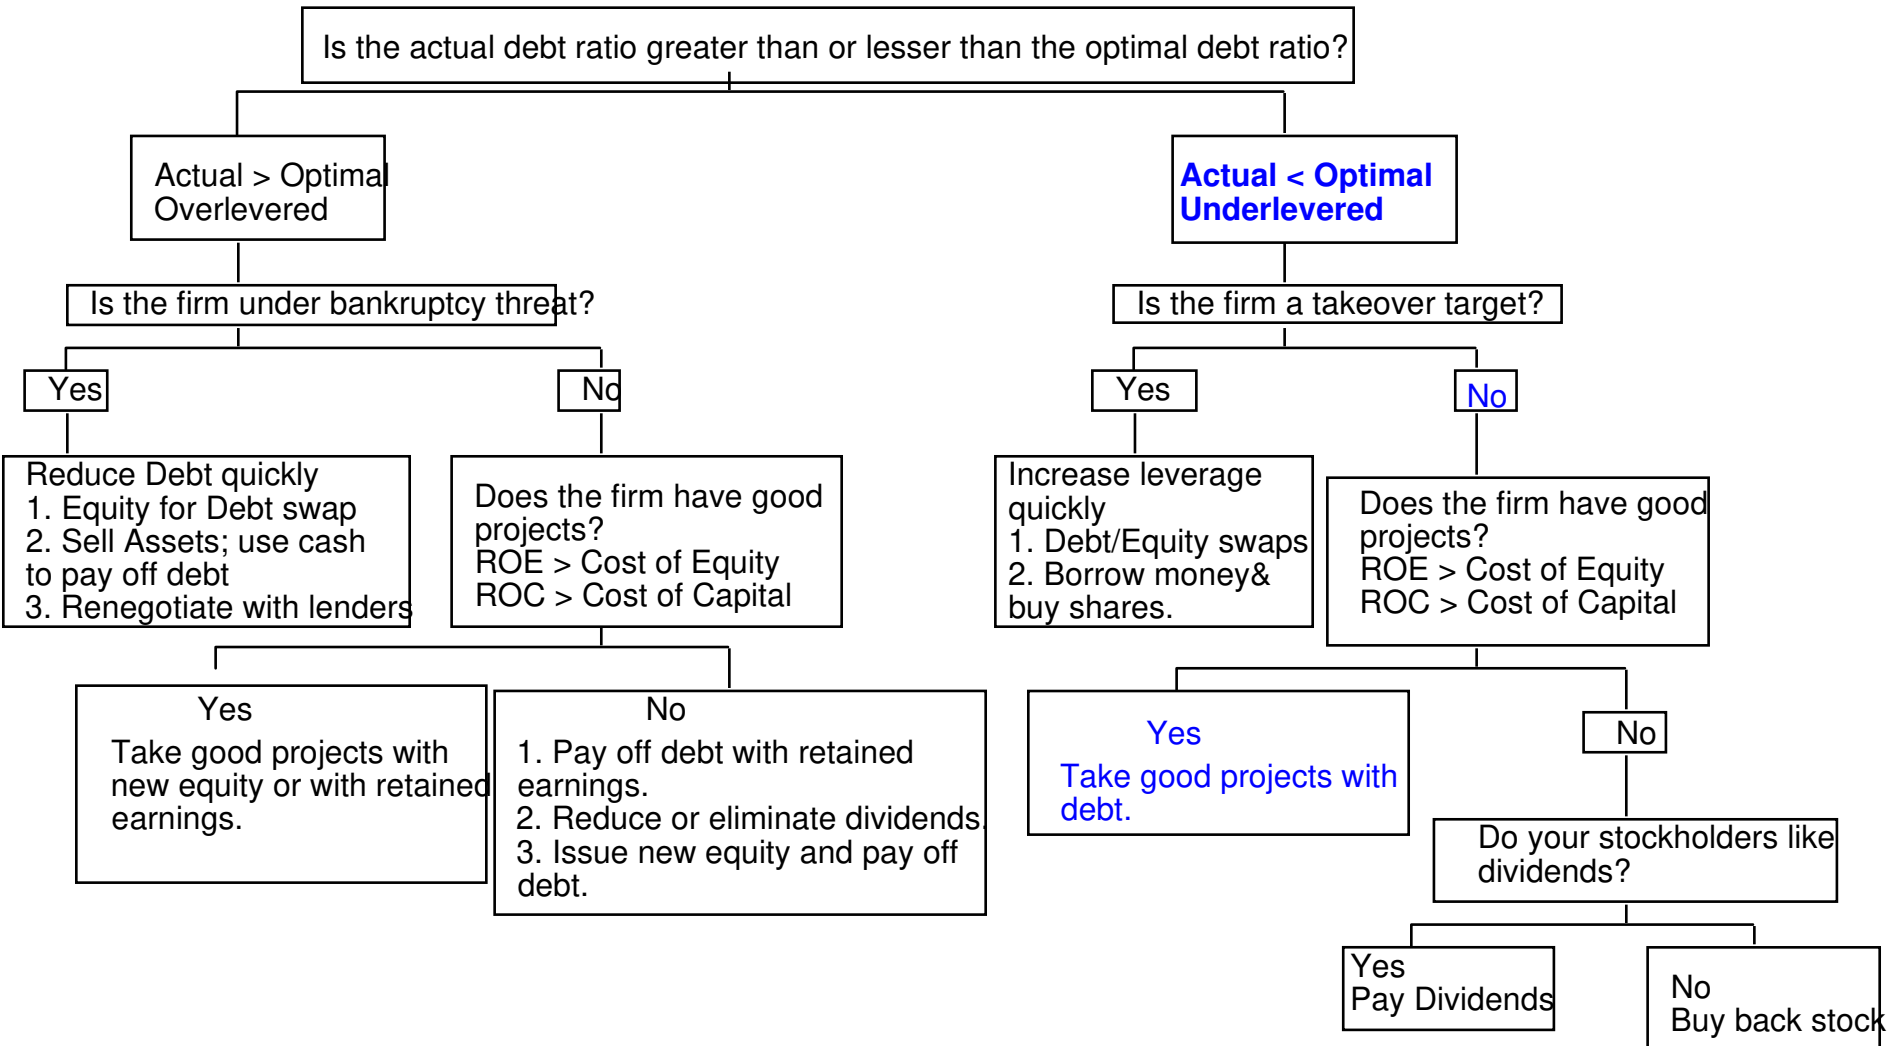 Is the actual debt ratio greater than or lesser than the optimal debt ratio?
Actual > Optimal
Overlevered
Actual < Optimal
Underlevered
Is the firm under bankruptcy threat?
Is the firm a takeover target?
Yes
No
Yes
No
Reduce Debt quickly
1. Equity for Debt swap
2. Sell Assets; use cash
to pay off debt
3. Renegotiate with lenders
Does the firm have good
projects?
ROE > Cost of Equity
ROC > Cost of Capital
Increase leverage
quickly
1. Debt/Equity swaps
2. Borrow money&
buy shares.
Does the firm have good
projects?
ROE > Cost of Equity
ROC > Cost of Capital
Yes
Take good projects with
new equity or with retained
earnings.
No
1. Pay off debt with retained
earnings.
2. Reduce or eliminate dividends.
3. Issue new equity and pay off
debt.
Yes
Take good projects with
debt.
No
Do your stockholders like
dividends?
Yes
Pay Dividends
No
Buy back stock